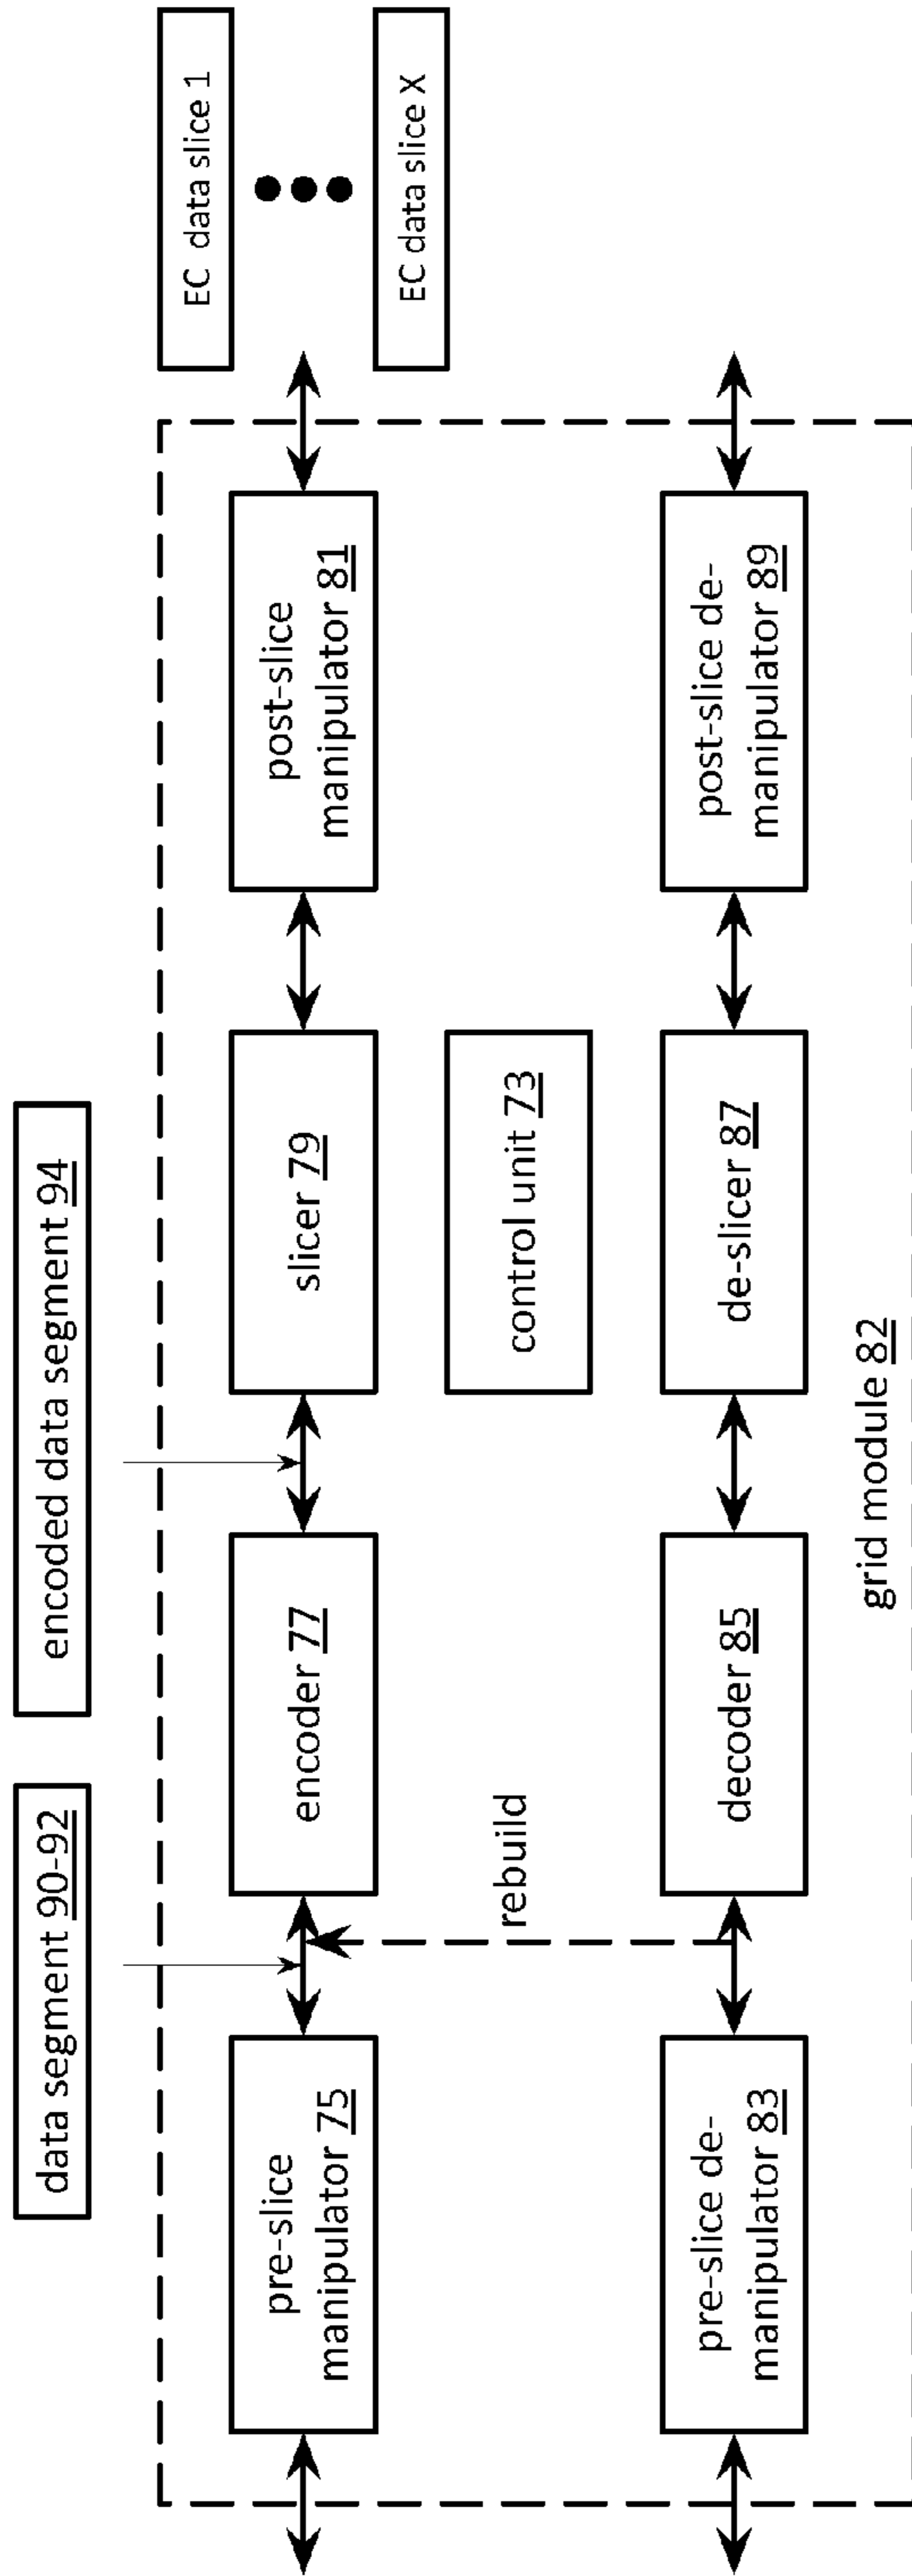 data segment 90-92
encoded data segment 94
EC data slice 1
EC data slice X
pre-slice
manipulator 75
encoder 77
slicer 79
post-slice
manipulator 81
rebuild
control unit 73
pre-slice de-
manipulator 83
decoder 85
de-slicer 87
post-slice de-
manipulator 89
grid module 82